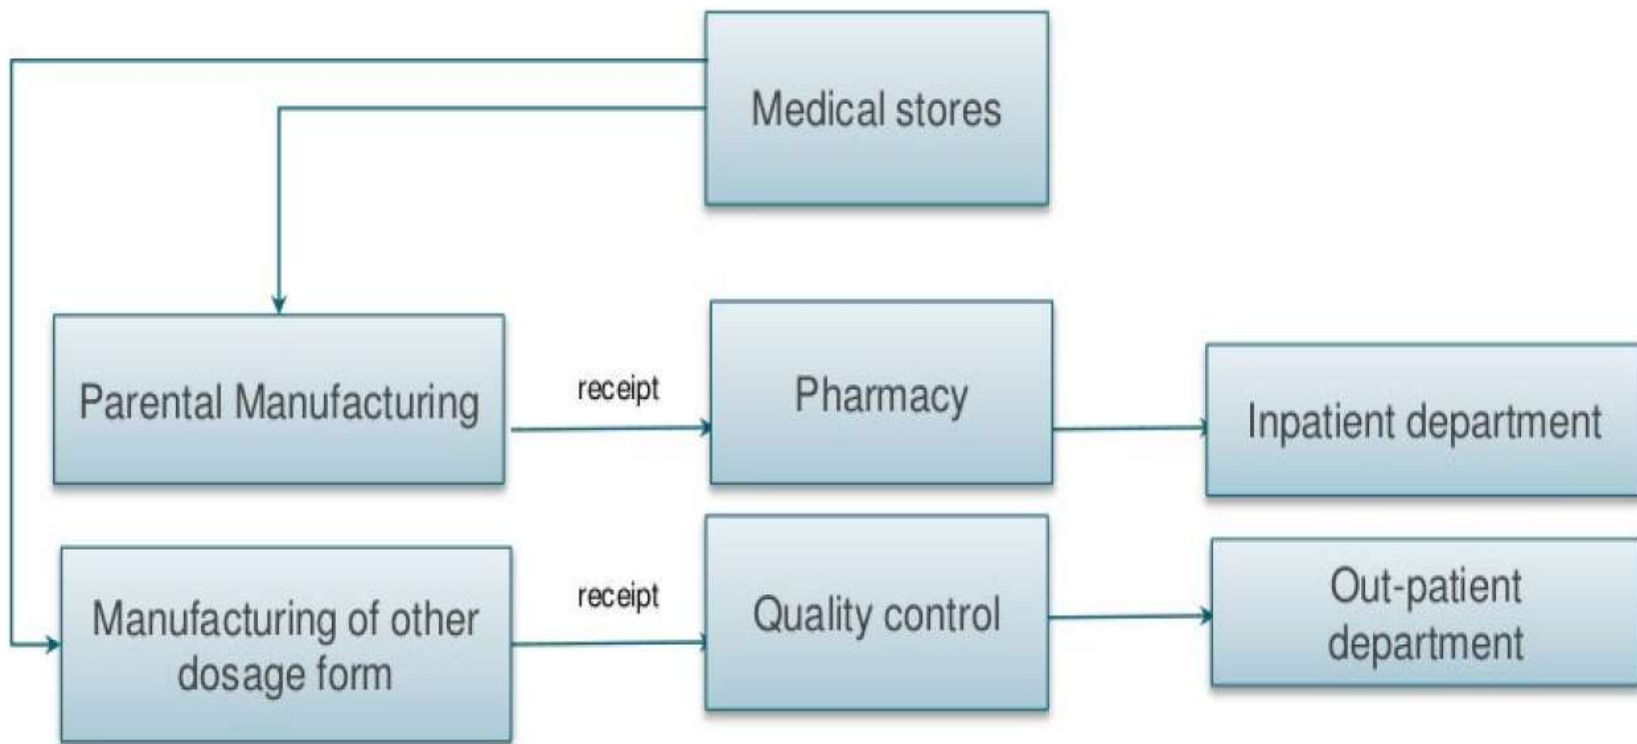 Medical stores
Parental Manufacturing
receipt
Pharmacy
Inpatient department
Manufacturing of other
dosage form
receipt
Quality control
Out-patient
department